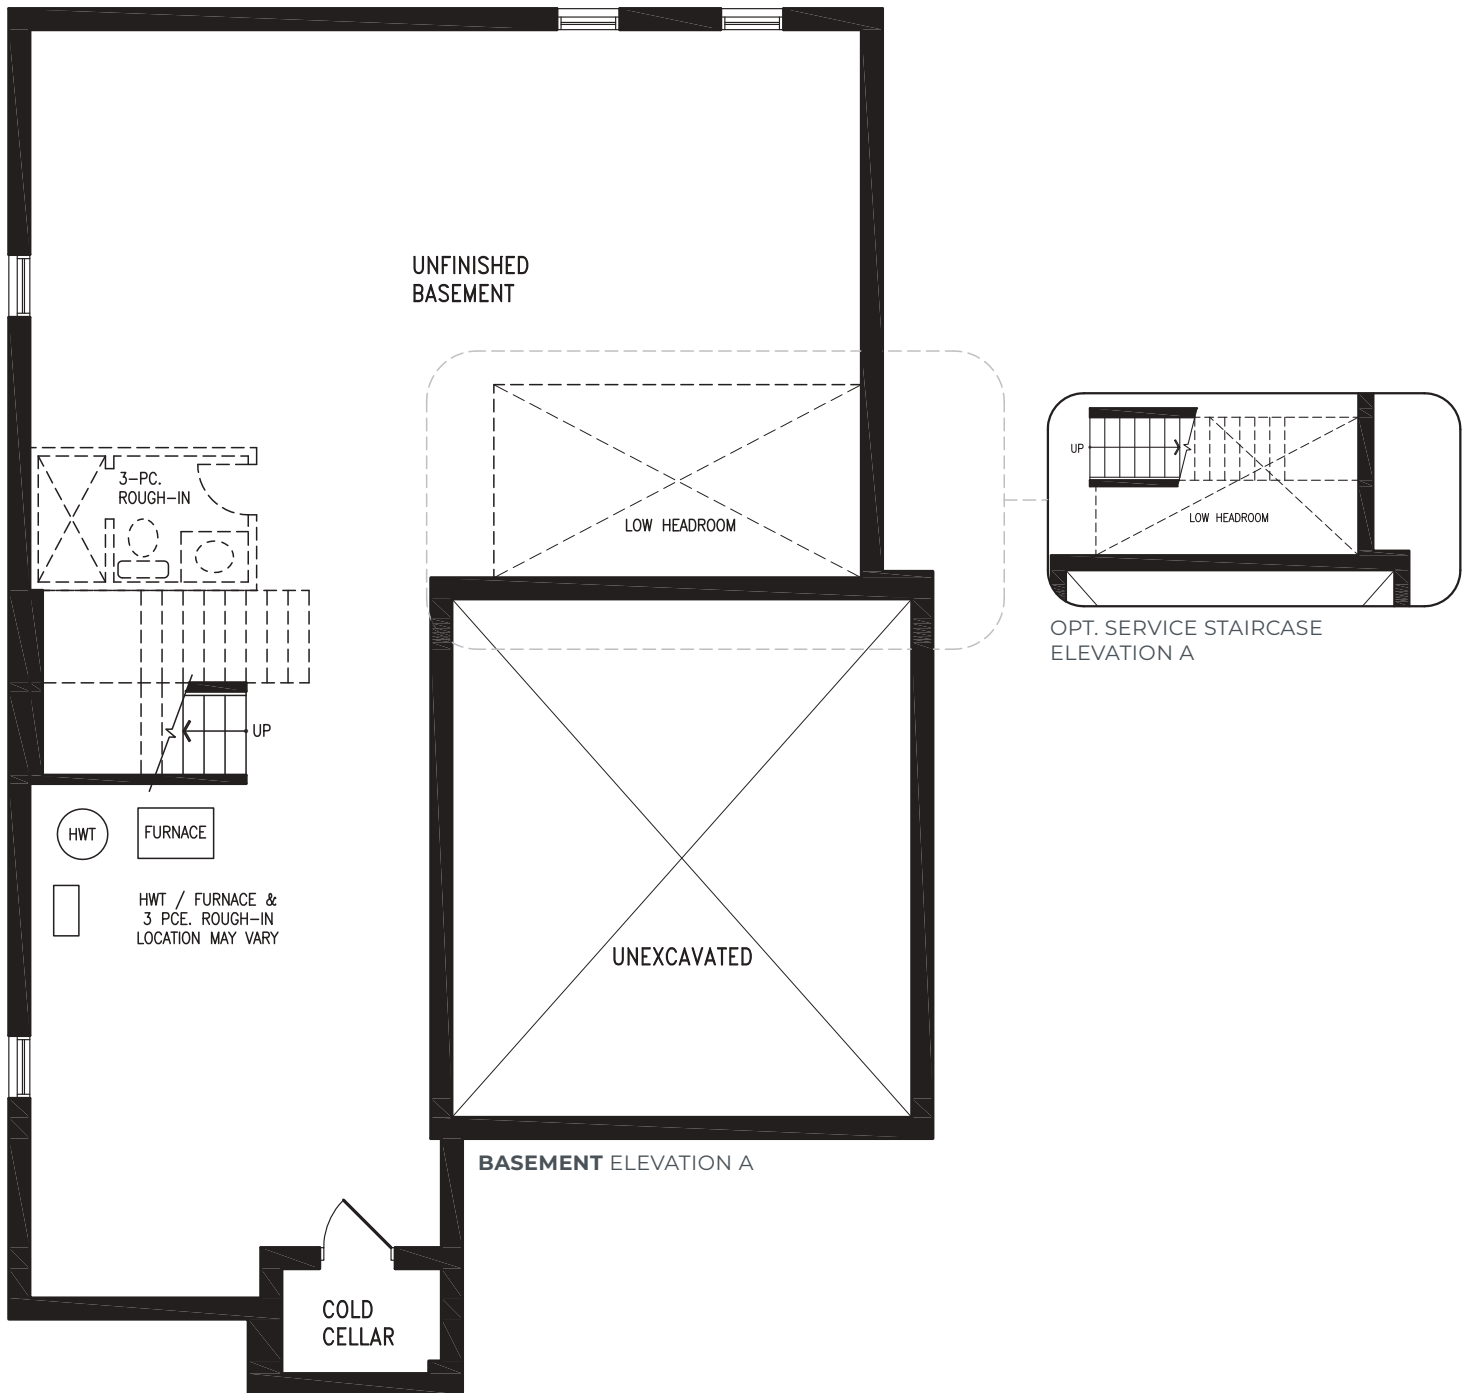 UNFINISHED
BASEMENT
3-PC.
ROUGH-IN
LOW HEADROOM
UP
LOW HEADROOM
OPT. SERVICE STAIRCASE
ELEVATION A
UP
HWT
FURNACE
HWT / FURNACE &
3 PCE. ROUGH-IN
LOCATION MAY VARY
UNEXCAVATED
BASEMENT ELEVATION A
COLD
CELLAR